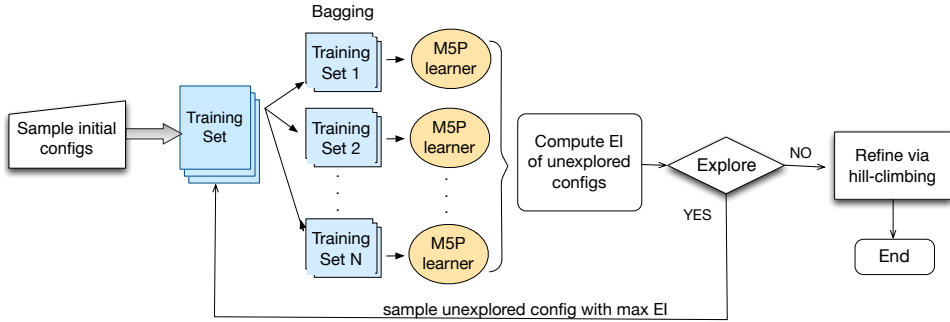 Bagging
Sample initial
configs
Training
Set
Training
Set 1
Training
Set 2
Training
Set N
M5P
learner
M5P
learner
M5P
learner
Compute EI
of unexplored
configs
Explore
NO
YES
Refine via
hill-climbing
End
sample unexplored config with max EI